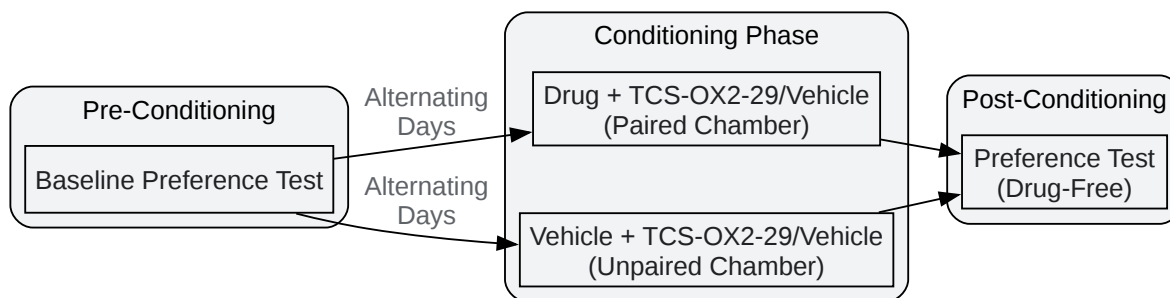 Pre-Conditioning
Baseline Preference Test
Alternating
Days
Alternating
Days
Conditioning Phase
Drug + TCS-OX2-29/Vehicle
(Paired Chamber)
Vehicle + TCS-OX2-29/Vehicle
(Unpaired Chamber)
Post-Conditioning
Preference Test
(Drug-Free)